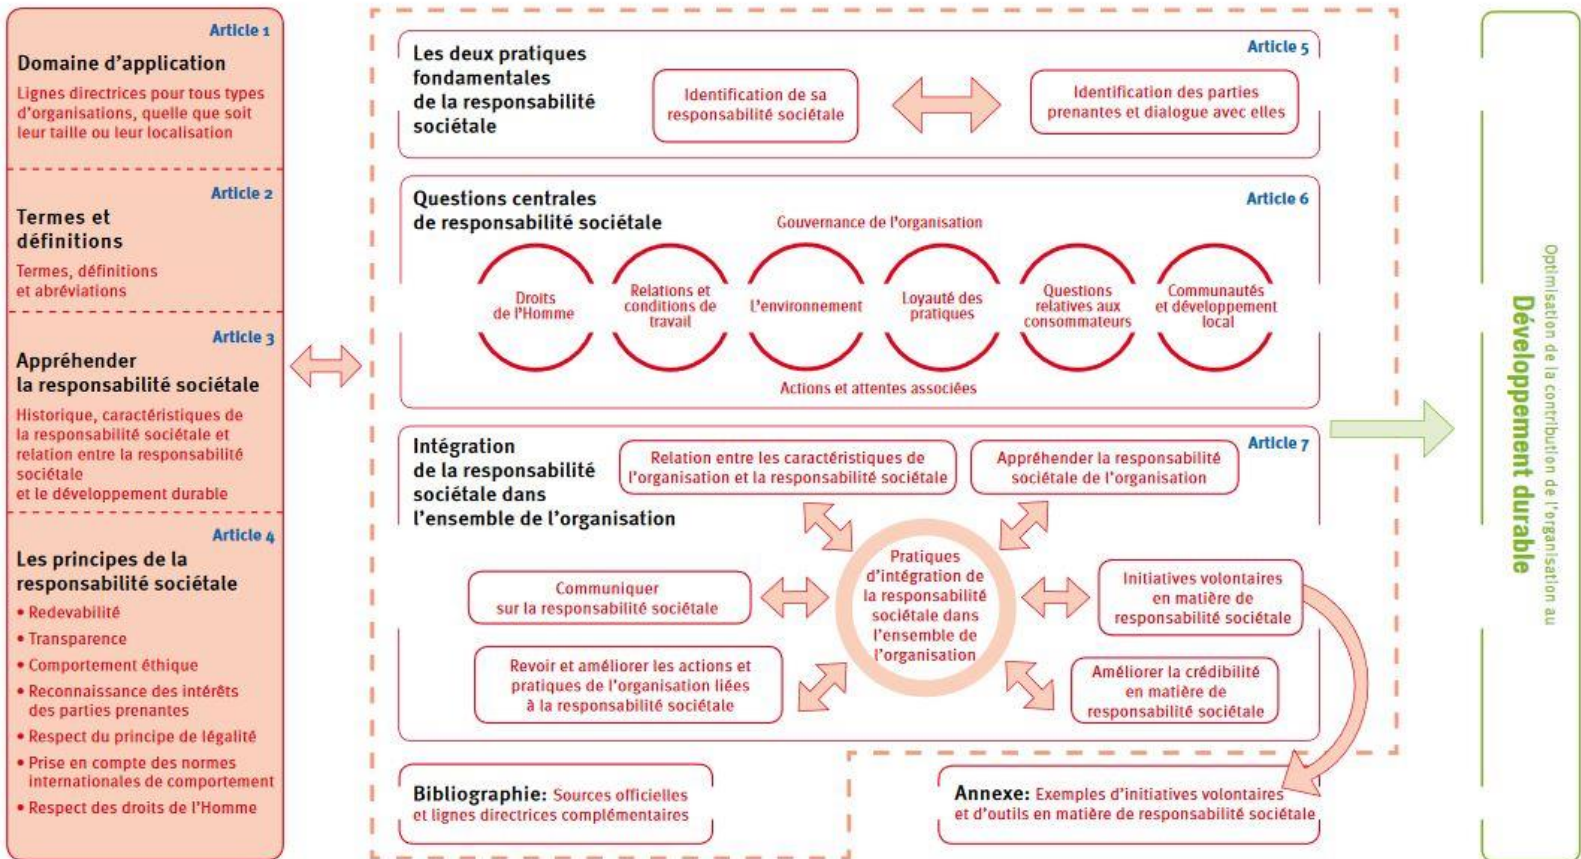 Article 1
Domaine d'application
Lignes directrices pour tous types
d'organisations, quelle que soit
leur taille ou leur localisation
Article 2
Termes et
définitions
Termes, définitions
et abréviations
Article 3
Appréhender
la responsabilité sociétale
Historique, caractéristiques de
la responsabilité sociétale et
relation entre la responsabilité
sociétale
et le développement durable
Article 4
Les principes de la
responsabilité sociétale
• Redevabilité
• Transparence
• Comportement éthique
• Reconnaissance des intérêts
des parties prenantes
• Respect du principe de légalité
• Prise en compte des normes
internationales de comportement
• Respect des droits de l'Homme
Article 5
Les deux pratiques
fondamentales
de la responsabilité
sociétale
Identification de sa
responsabilité sociétale
Identification des parties
prenantes et dialogue avec elles
Article 6
Questions centrales
de responsabilité sociétale
Gouvernance de l'organisation
Droits
de l'Homme
Relations et
conditions de
travail
L'environnement
Loyauté des
pratiques
Questions
relatives aux
consommateurs
Communautés
et développement
local
Actions et attentes associées
Article 7
Intégration
de la responsabilité
sociétale dans
l'ensemble de l'organisation
Relation entre les caractéristiques de
l'organisation et la responsabilité sociétale
Appréhender la responsabilité
sociétale de l'organisation
Communiquer
sur la responsabilité sociétale
Pratiques
d'intégration de
la responsabilité
sociétale dans
l'ensemble de
l'organisation
Initiatives volontaires
en matière de
responsabilité sociétale
Revoir et améliorer les actions et
pratiques de l'organisation liées
à la responsabilité sociétale
Améliorer la crédibilité
en matière de
responsabilité sociétale
Bibliographie: Sources officielles
et lignes directrices complémentaires
Annexe: Exemples d'initiatives volontaires
et d'outils en matière de responsabilité sociétale
Optimisation de la contribution de l'organisation au
Développement durable